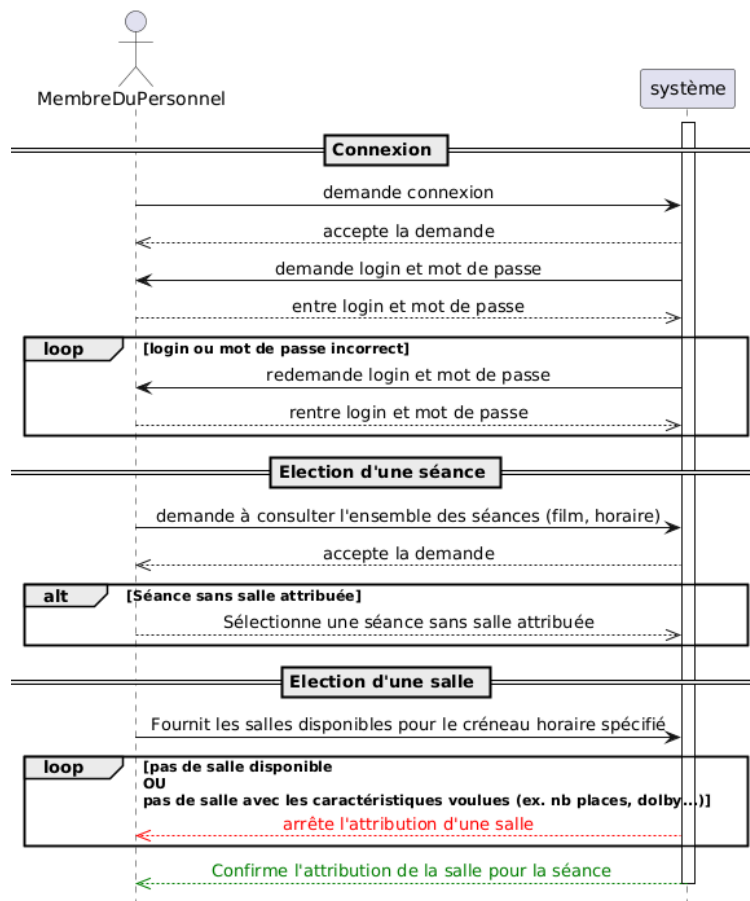 MembreDuPersonnel
système
Connexion
demande connexion
accepte la demande
demande login et mot de passe
entre login et mot de passe
loop [login ou mot de passe incorrect]
redemande login et mot de passe
rentre login et mot de passe
Election d'une séance
demande à consulter l'ensemble des séances (film, horaire)
accepte la demande
alt [Séance sans salle attribuée]
Sélectionne une séance sans salle attribuée
Election d'une salle
Fournit les salles disponibles pour le créneau horaire spécifié
loop [pas de salle disponible
OU
pas de salle avec les caractéristiques voulues (ex. nb places, dolby...)]
arrête l'attribution d'une salle
Confirme l'attribution de la salle pour la séance